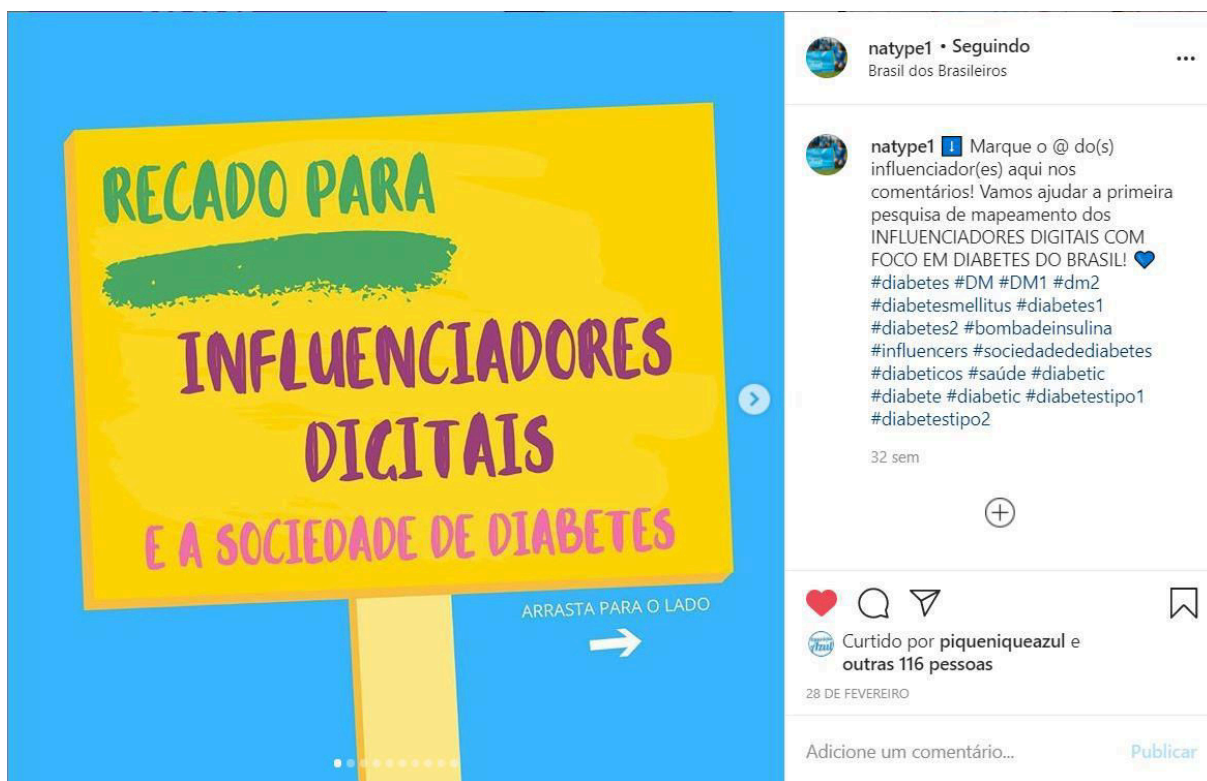 RECADO PARA
INFLUENCIADORES
DIGITAIS
E A SOCIEDADE DE DIABETES
ARRASTA PARA O LADO
natype1 • Seguindo
Brasil dos Brasileiros
natype1 ⬇️ Marque o @ do(s)
influenciador(es) aqui nos
comentários! Vamos ajudar a primeira
pesquisa de mapeamento dos
INFLUENCIADORES DIGITAIS COM
FOCO EM DIABETES DO BRASIL! 💙
#diabetes #DM #DM1 #dm2
#diabetesmellitus #diabetes1
#diabetes2 #bombadeinsulina
#influencers #sociedadedediabetes
#diabeticos #saúde #diabetic
#diabete #diabetic #diabetestipo1
#diabetestipo2
32 sem
Curtido por piqueniqueazul e
outras 116 pessoas
28 DE FEVEREIRO
Adicione um comentário...
Publicar